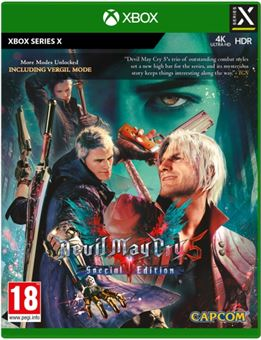 XBOX
XBOX SERIES X
SERIES X
4K
ULTRA HD
HDR
More Modes Unlocked
INCLUDING VERGIL MODE
"Devil May Cry 5's trio of outstanding combat styles
set a new high bar for the series, and its mysterious
story keeps things interesting along the way." - IGN
Devil May Cry 5
Special Edition
18
www.pegi.info
CAPCOM